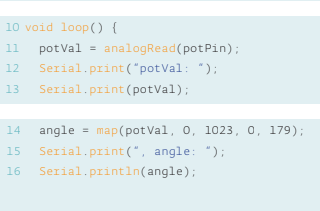 10 void loop() {
11 potVal = analogRead(potPin);
12 Serial.print("potVal: ");
13 Serial.print(potVal);
14 angle = map(potVal, 0, 1023, 0, 179);
15 Serial.print(", angle: ");
16 Serial.println(angle);